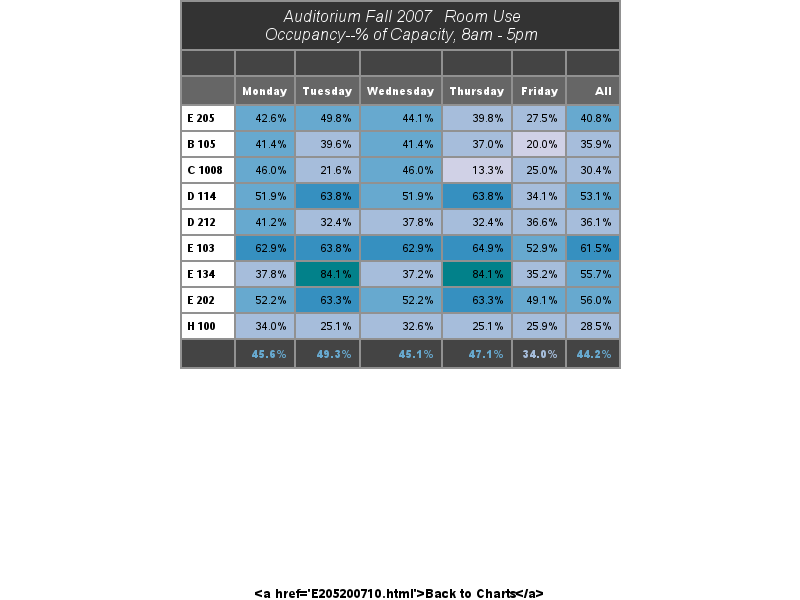 Auditorium Fall 2007   Room Use
Occupancy--% of Capacity, 8am - 5pm
Monday Tuesday Wednesday Thursday Friday All
E 205 42.6% 49.8% 44.1% 39.8% 27.5% 40.8%
B 105 41.4% 39.6% 41.4% 37.0% 20.0% 35.9%
C 1008 46.0% 21.6% 46.0% 13.3% 25.0% 30.4%
D 114 51.9% 63.8% 51.9% 63.8% 34.1% 53.1%
D 212 41.2% 32.4% 37.8% 32.4% 36.6% 36.1%
E 103 62.9% 63.8% 62.9% 64.9% 52.9% 61.5%
E 134 37.8% 84.1% 37.2% 84.1% 35.2% 55.7%
E 202 52.2% 63.3% 52.2% 63.3% 49.1% 56.0%
H 100 34.0% 25.1% 32.6% 25.1% 25.9% 28.5%
45.6% 49.3% 45.1% 47.1% 34.0% 44.2%
<a href='E205200710.html'>Back to Charts</a>